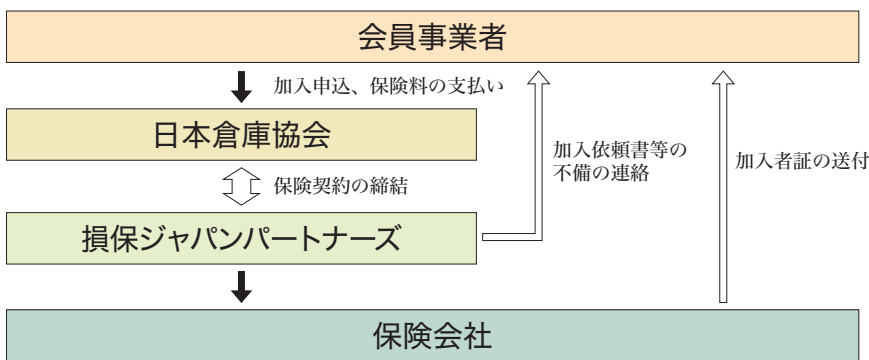 会員事業者
加入申込、保険料の支払い
日本倉庫協会
加入依頼書等の
不備の連絡
加入者証の送付
保険契約の締結
損保ジャパンパートナーズ
保険会社